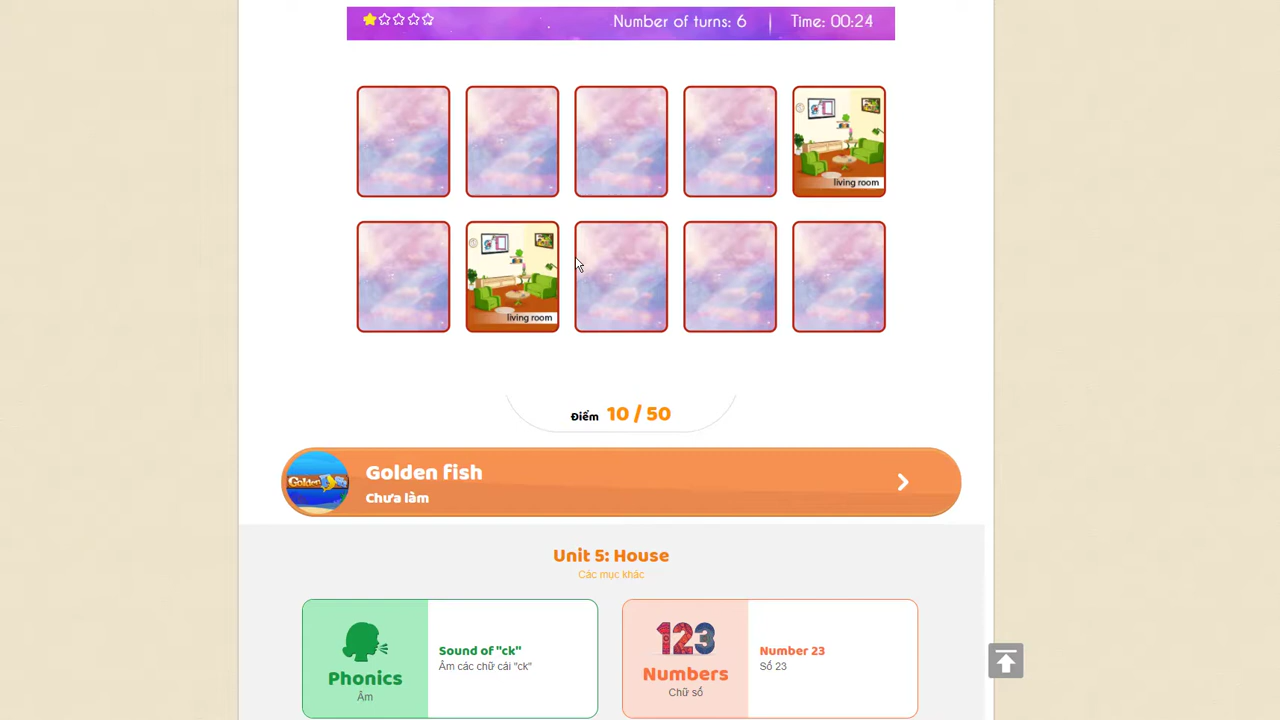 Number of turns: 6 Time: 00:24
living room
living room
Điểm 10 / 50
Golden
Golden fish
Chưa làm
Unit 5: House
Các mục khác
Phonics
Âm
Sound of "ck"
Âm các chữ cái "ck"
123
Numbers
Chữ số
Number 23
Số 23